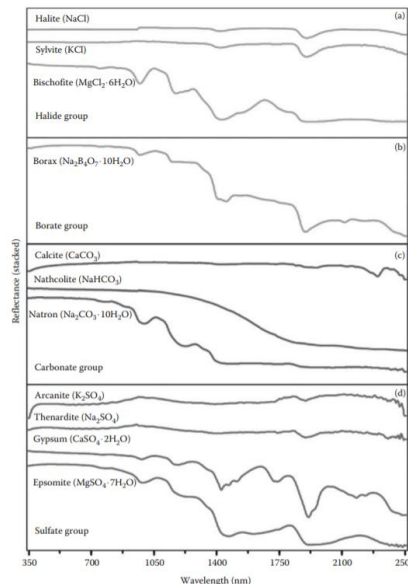 (a)
Halite (NaCl)
Sylvite (KCl)
Bischofite (MgCl₂·6H₂O)
Halide group
(b)
Borax (Na₂B₄O₇·10H₂O)
Borate group
(c)
Calcite (CaCO₃)
Nathcolite (NaHCO₃)
Natron (Na₂CO₃·10H₂O)
Carbonate group
(d)
Arcanite (K₂SO₄)
Thenardite (Na₂SO₄)
Gypsum (CaSO₄·2H₂O)
Epsomite (MgSO₄·7H₂O)
Sulfate group
Reflectance (stacked)
350 700 1050 1400 1750 2100 250
Wavelength (nm)